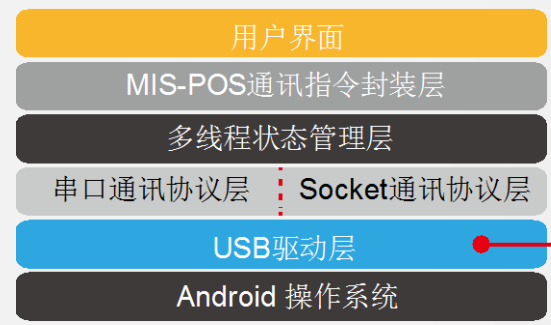 用户界面
MIS-POS通讯指令封装层
多线程状态管理层
串口通讯协议层 Socket通讯协议层
USB驱动层
Android 操作系统